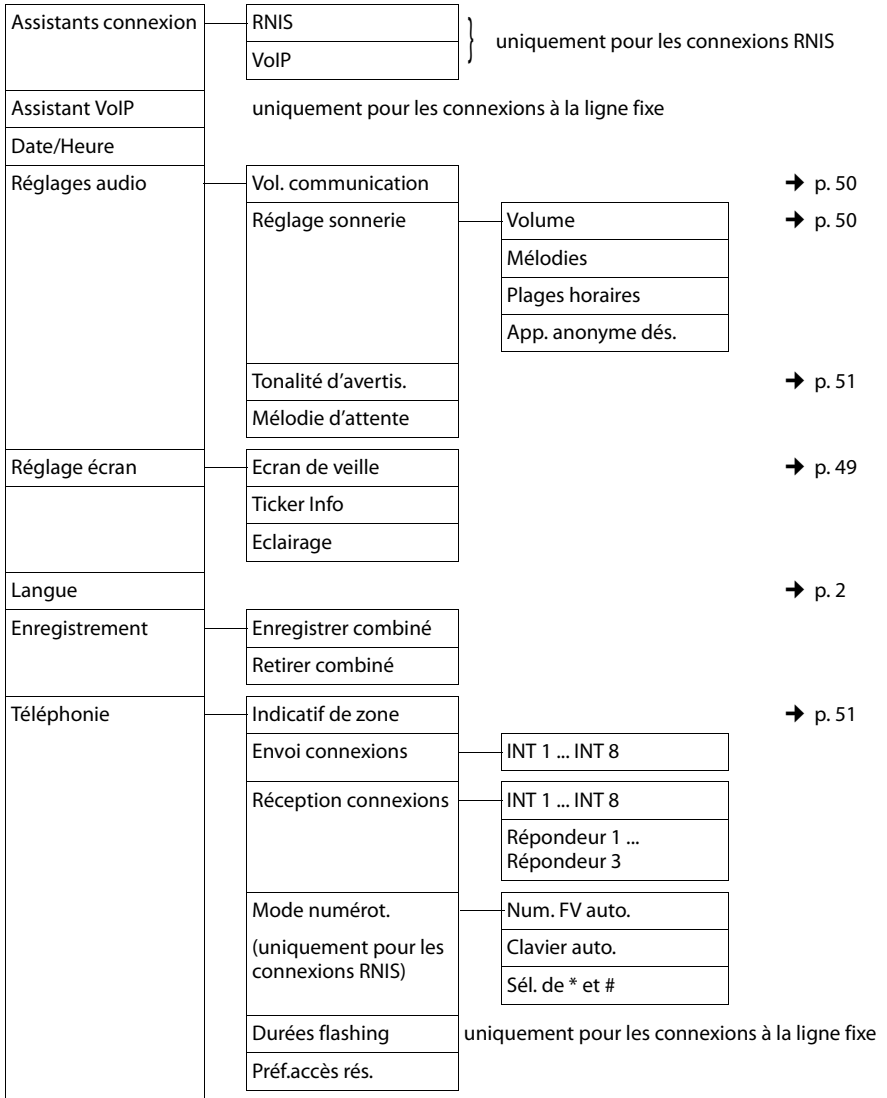 Assistants connexion RNIS
VoIP
uniquement pour les connexions RNIS
Assistant VoIP uniquement pour les connexions à la ligne fixe
Date/Heure
Réglages audio Vol. communication ➔ p. 50
Réglage sonnerie Volume ➔ p. 50
Mélodies
Plages horaires
App. anonyme dés.
Tonalité d'avertis. ➔ p. 51
Mélodie d'attente
Réglage écran Ecran de veille ➔ p. 49
Ticker Info
Eclairage
Langue ➔ p. 2
Enregistrement Enregistrer combiné
Retirer combiné
Téléphonie Indicatif de zone ➔ p. 51
Envoi connexions INT 1 ... INT 8
Réception connexions INT 1 ... INT 8
Répondeur 1 ...
Répondeur 3
Mode numérot. Num. FV auto.
(uniquement pour les Clavier auto.
connexions RNIS)
Sél. de * et #
Durées flashing uniquement pour les connexions à la ligne fixe
Préf.accès rés.